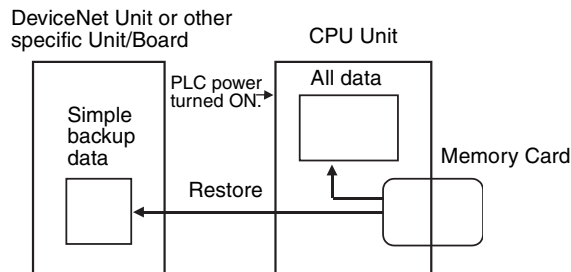 DeviceNet Unit or other
specific Unit/Board
CPU Unit
PLC power
turned ON.
All data
Simple
backup
data
Memory Card
Restore